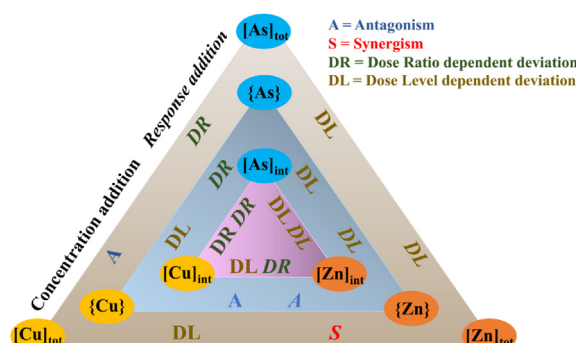 [As]tot
A = Antagonism
S = Synergism
DR = Dose Ratio dependent deviation
DL = Dose Level dependent deviation
Response addition
Concentration addition
{As}
DR
DL
[As]int
DR
DL
DR DR
DL DL
DL
DL
DL
A
[Cu]int
DL DR
[Zn]int
{Cu}
A A
{Zn}
[Cu]tot
DL
S
[Zn]tot